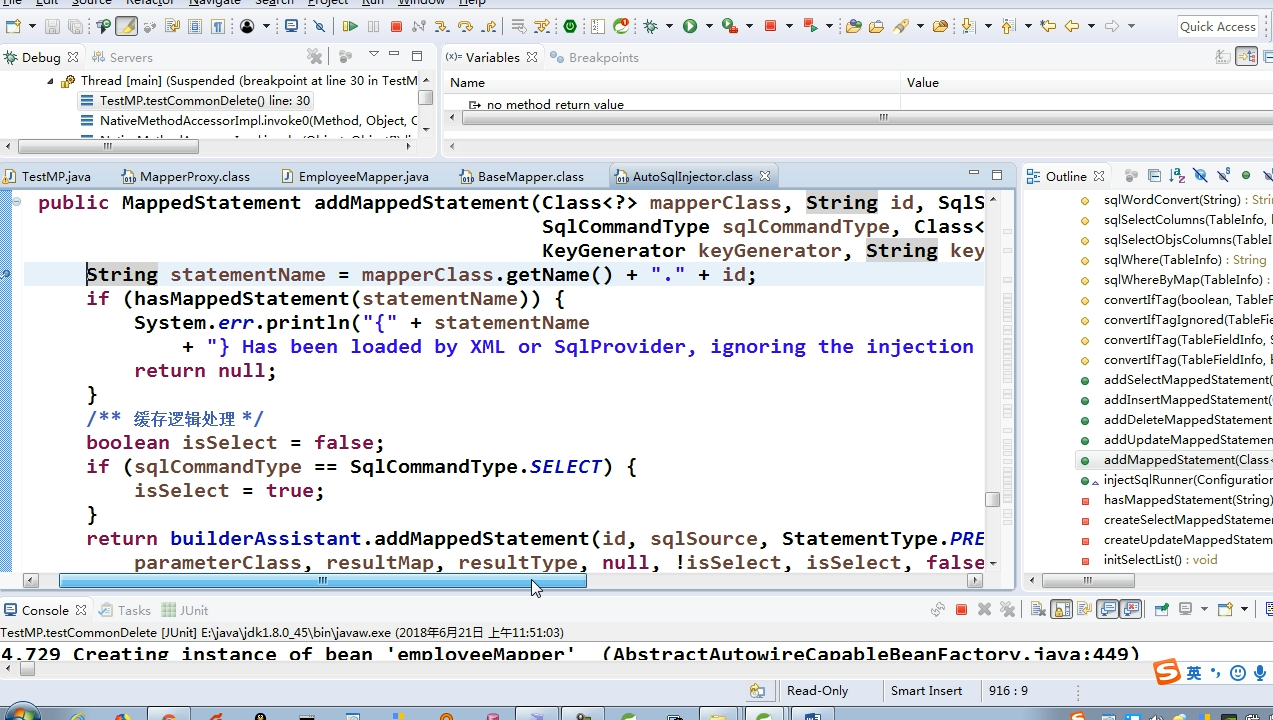 File Edit Source Refactor Navigate Search Project Run Window Help
Quick Access
Debug Servers
(x)= Variables Breakpoints
Name Value
no method return value
Thread [main] (Suspended (breakpoint at line 30 in TestM
TestMP.testCommonDelete() line: 30
NativeMethodAccessorImpl.invoke0(Method, Object, C
TestMP.java MapperProxy.class EmployeeMapper.java BaseMapper.class AutoSqlInjector.class
public MappedStatement addMappedStatement(Class<?> mapperClass, String id, SqlS
SqlCommandType sqlCommandType, Class<
KeyGenerator keyGenerator, String key
String statementName = mapperClass.getName() + "." + id;
if (hasMappedStatement(statementName)) {
System.err.println("{" + statementName
+ "} Has been loaded by XML or SqlProvider, ignoring the injection
return null;
}
/** 缓存逻辑处理 */
boolean isSelect = false;
if (sqlCommandType == SqlCommandType.SELECT) {
isSelect = true;
}
return builderAssistant.addMappedStatement(id, sqlSource, StatementType.PRE
parameterClass, resultMap, resultType, null, !isSelect, isSelect, false
Outline
sqlWordConvert(String) : Stri
sqlSelectColumns(TableInfo, b
sqlSelectObjsColumns(TableI
sqlWhere(TableInfo) : String
sqlWhereByMap(TableInfo) :
convertIfTag(boolean, TableF
convertIfTagIgnored(TableFie
convertIfTag(TableFieldInfo, S
convertIfTag(TableFieldInfo, b
addSelectMappedStatement(
addInsertMappedStatement(
addDeleteMappedStatement
addUpdateMappedStatemen
addMappedStatement(Class<
injectSqlRunner(Configuration
hasMappedStatement(String)
createSelectMappedStatemen
createUpdateMappedStatem
initSelectList() : void
Console Tasks JUnit
TestMP.testCommonDelete [JUnit] E:\java\jdk1.8.0_45\bin\javaw.exe (2018年6月21日 上午11:51:03)
4.729 Creating instance of bean 'employeeMapper' (AbstractAutowireCapableBeanFactory.java:449)
英
Read-Only Smart Insert 916 : 9